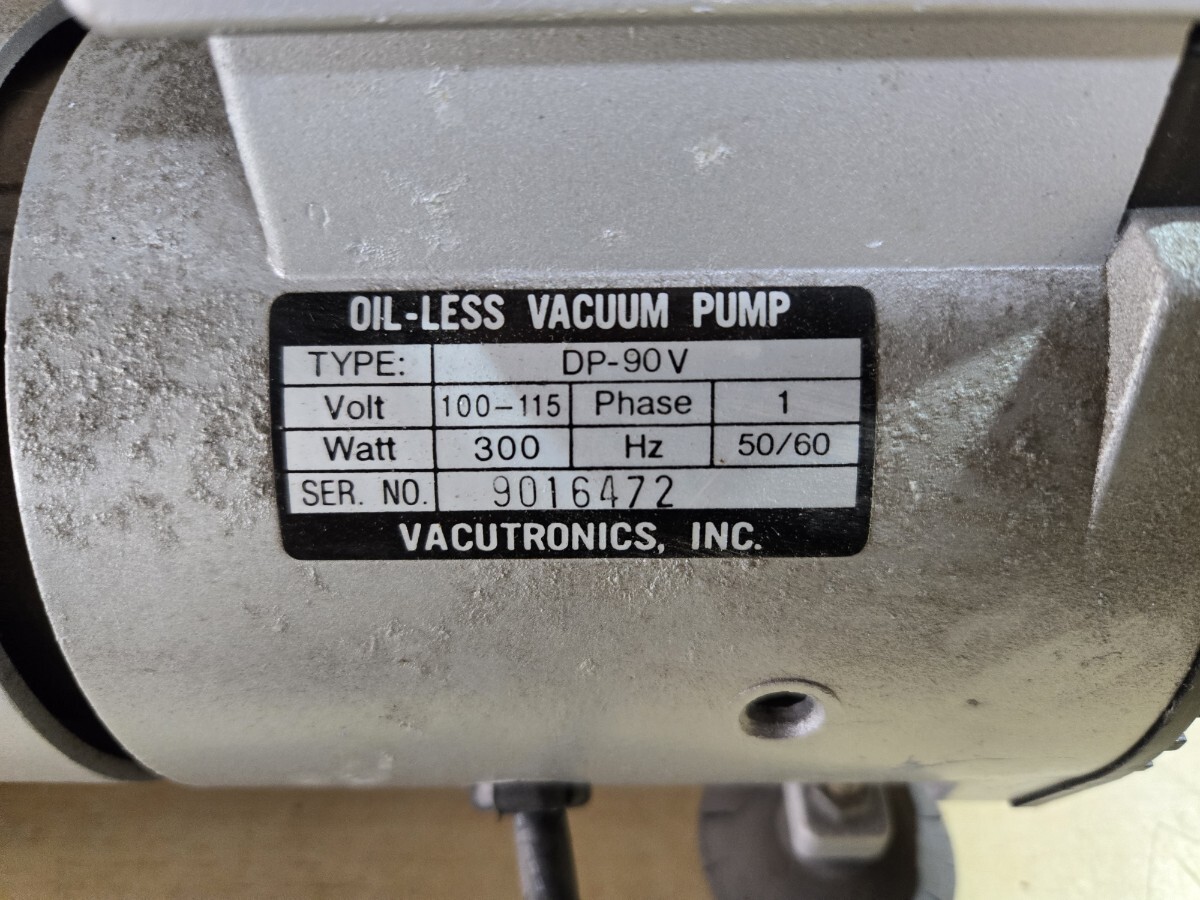 OIL-LESS VACUUM PUMP
TYPE: DP-90V
Volt 100-115 Phase 1
Watt 300 Hz 50/60
SER. NO. 9016472
VACUTRONICS, INC.